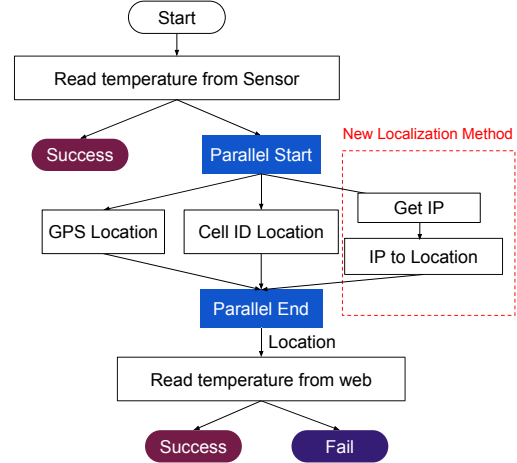 Start
Read temperature from Sensor
Success
Parallel Start
New Localization Method
GPS Location
Cell ID Location
Get IP
IP to Location
Parallel End
Location
Read temperature from web
Success
Fail